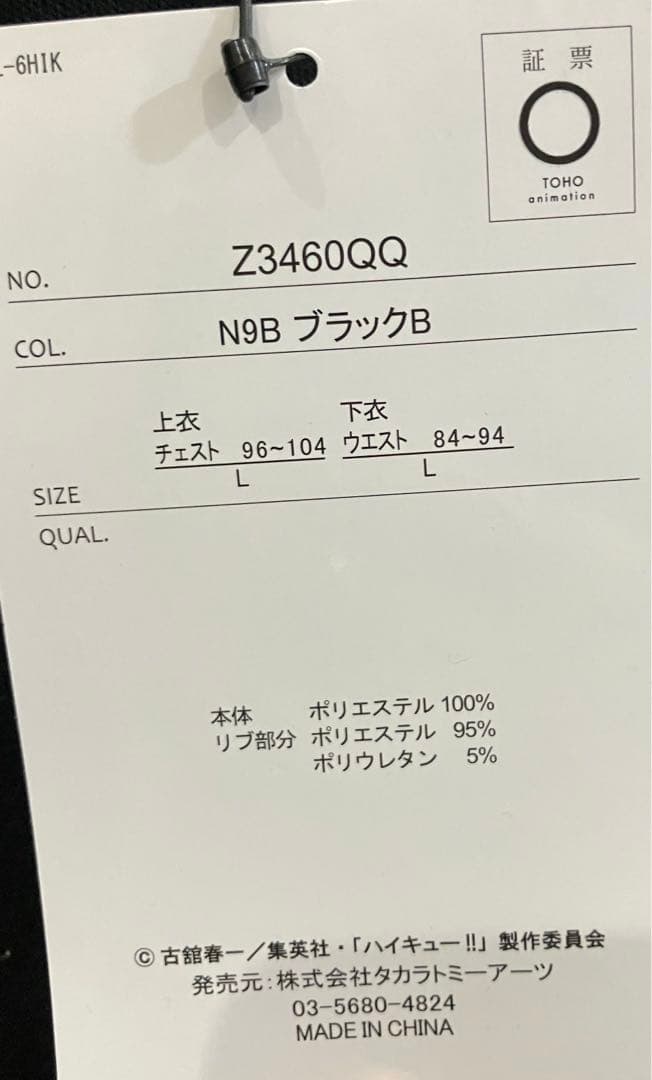 -6HIK
証 票
TOHO
animation
NO. Z3460QQ
COL. N9B ブラックB
上衣 下衣
チェスト 96~104 ウエスト 84~94
SIZE L L
QUAL.
本体 ポリエステル 100%
リブ部分 ポリエステル 95%
ポリウレタン 5%
©古舘春一／集英社・「ハイキュー!!」製作委員会
発売元:株式会社タカラトミーアーツ
03-5680-4824
MADE IN CHINA